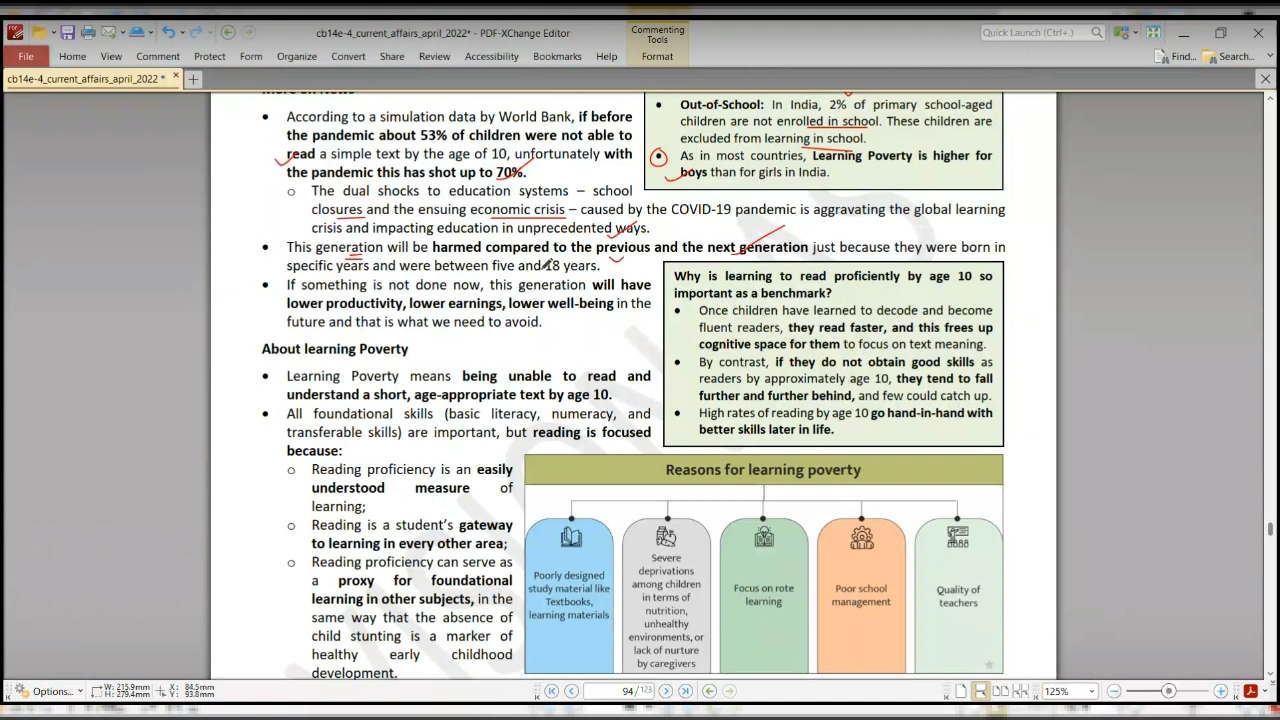 cb14e-4_current_affairs_april_2022* - PDF-XChange Editor
Commenting
Tools
Quick Launch (Ctrl+.)
File
Home
View
Comment
Protect
Form
Organize
Convert
Share
Review
Accessibility
Bookmarks
Help
Format
Find...
Search...
cb14e-4_current_affairs_april_2022 *
More on News
• According to a simulation data by World Bank, if before
the pandemic about 53% of children were not able to
read a simple text by the age of 10, unfortunately with
the pandemic this has shot up to 70%.
o The dual shocks to education systems – school
closures and the ensuing economic crisis – caused by the COVID-19 pandemic is aggravating the global learning
crisis and impacting education in unprecedented ways.
• This generation will be harmed compared to the previous and the next generation just because they were born in
specific years and were between five and 18 years.
• If something is not done now, this generation will have
lower productivity, lower earnings, lower well-being in the
future and that is what we need to avoid.
• Out-of-School: In India, 2% of primary school-aged
children are not enrolled in school. These children are
excluded from learning in school.
• As in most countries, Learning Poverty is higher for
boys than for girls in India.
About learning Poverty
• Learning Poverty means being unable to read and
understand a short, age-appropriate text by age 10.
• All foundational skills (basic literacy, numeracy, and
transferable skills) are important, but reading is focused
because:
o Reading proficiency is an easily
understood measure of
learning;
o Reading is a student's gateway
to learning in every other area;
o Reading proficiency can serve as
a proxy for foundational
learning in other subjects, in the
same way that the absence of
child stunting is a marker of
healthy early childhood
development.
Why is learning to read proficiently by age 10 so
important as a benchmark?
• Once children have learned to decode and become
fluent readers, they read faster, and this frees up
cognitive space for them to focus on text meaning.
• By contrast, if they do not obtain good skills as
readers by approximately age 10, they tend to fall
further and further behind, and few could catch up.
• High rates of reading by age 10 go hand-in-hand with
better skills later in life.
Reasons for learning poverty
Poorly designed
study material like
Textbooks,
learning materials
Severe
deprivations
among children
in terms of
nutrition,
unhealthy
environments, or
lack of nurture
by caregivers
Focus on rote
learning
Poor school
management
Quality of
teachers
Options...
W: 215.9mm
H: 279.4mm
X: 84.5mm
Y: 93.8mm
94 / 123
125%